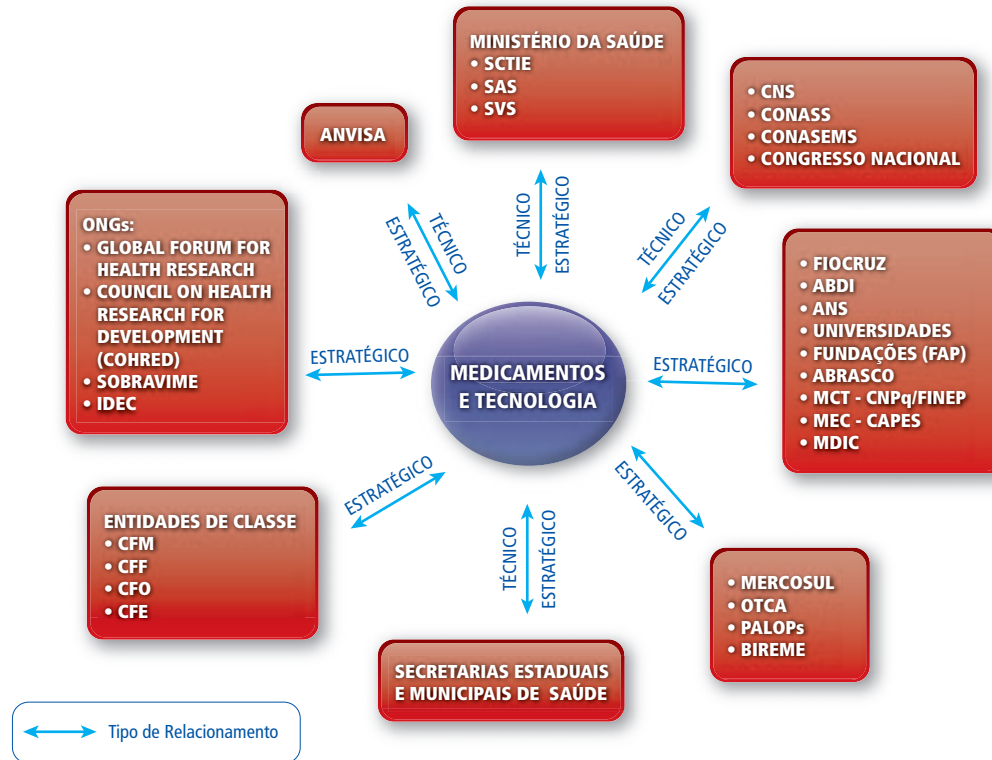 MINISTÉRIO DA SAÚDE
• SCTIE
• SAS
• SVS
ANVISA
• CNS
• CONASS
• CONASEMS
• CONGRESSO NACIONAL
ONGs:
• GLOBAL FORUM FOR
HEALTH RESEARCH
• COUNCIL ON HEALTH
RESEARCH FOR
DEVELOPMENT
(COHRED)
• SOBRAVIME
• IDEC
TÉCNICO
ESTRATÉGICO
TÉCNICO
ESTRATÉGICO
TÉCNICO
ESTRATÉGICO
• FIOCRUZ
• ABDI
• ANS
• UNIVERSIDADES
• FUNDAÇÕES (FAP)
• ABRASCO
• MCT - CNPq/FINEP
• MEC - CAPES
• MDIC
ESTRATÉGICO
MEDICAMENTOS
E TECNOLOGIA
ESTRATÉGICO
ESTRATÉGICO
ESTRATÉGICO
TÉCNICO
ESTRATÉGICO
ENTIDADES DE CLASSE
• CFM
• CFF
• CFO
• CFE
• MERCOSUL
• OTCA
• PALOPs
• BIREME
SECRETARIAS ESTADUAIS
E MUNICIPAIS DE SAÚDE
Tipo de Relacionamento